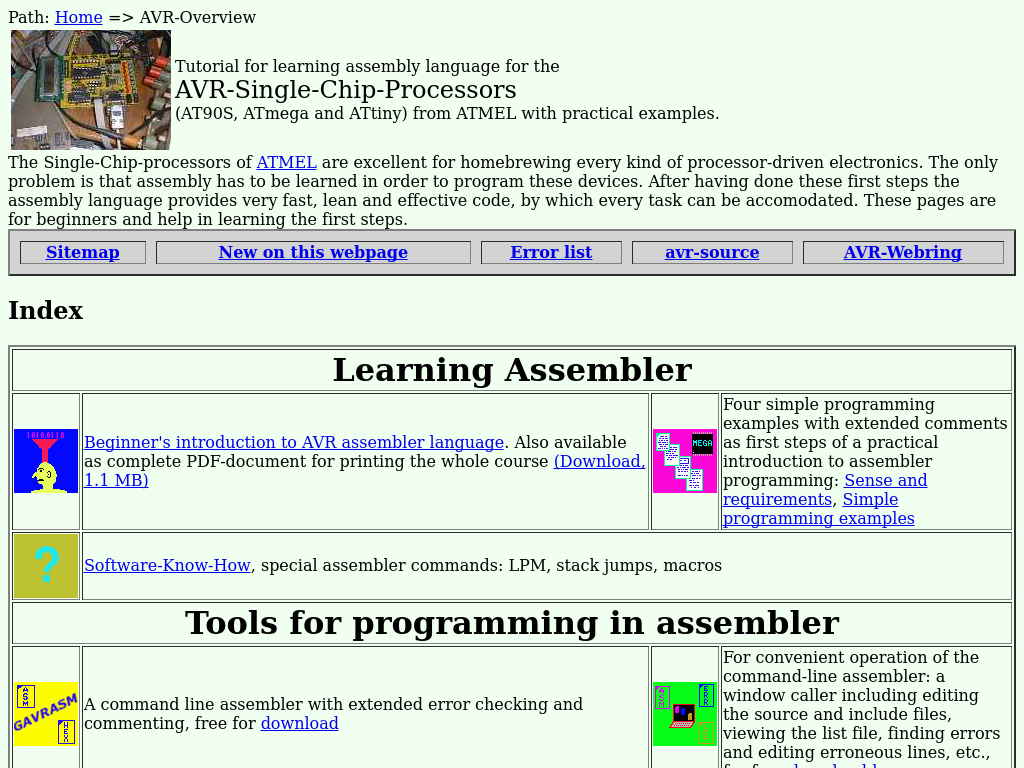 Path: Home => AVR-Overview
Tutorial for learning assembly language for the
AVR-Single-Chip-Processors
(AT90S, ATmega and ATtiny) from ATMEL with practical examples.
The Single-Chip-processors of ATMEL are excellent for homebrewing every kind of processor-driven electronics. The only
problem is that assembly has to be learned in order to program these devices. After having done these first steps the
assembly language provides very fast, lean and effective code, by which every task can be accomodated. These pages are
for beginners and help in learning the first steps.
Sitemap New on this webpage Error list avr-source AVR-Webring
Index
Learning Assembler
10100110
Beginner's introduction to AVR assembler language. Also available
as complete PDF-document for printing the whole course (Download,
1.1 MB)
MEGA
Four simple programming
examples with extended comments
as first steps of a practical
introduction to assembler
programming: Sense and
requirements, Simple
programming examples
?
Software-Know-How, special assembler commands: LPM, stack jumps, macros
Tools for programming in assembler
ASM
GAVRASM
HEX
A command line assembler with extended error checking and
commenting, free for download
ASM
ERR
For convenient operation of the
command-line assembler: a
window caller including editing
the source and include files,
viewing the list file, finding errors
and editing erroneous lines, etc.,